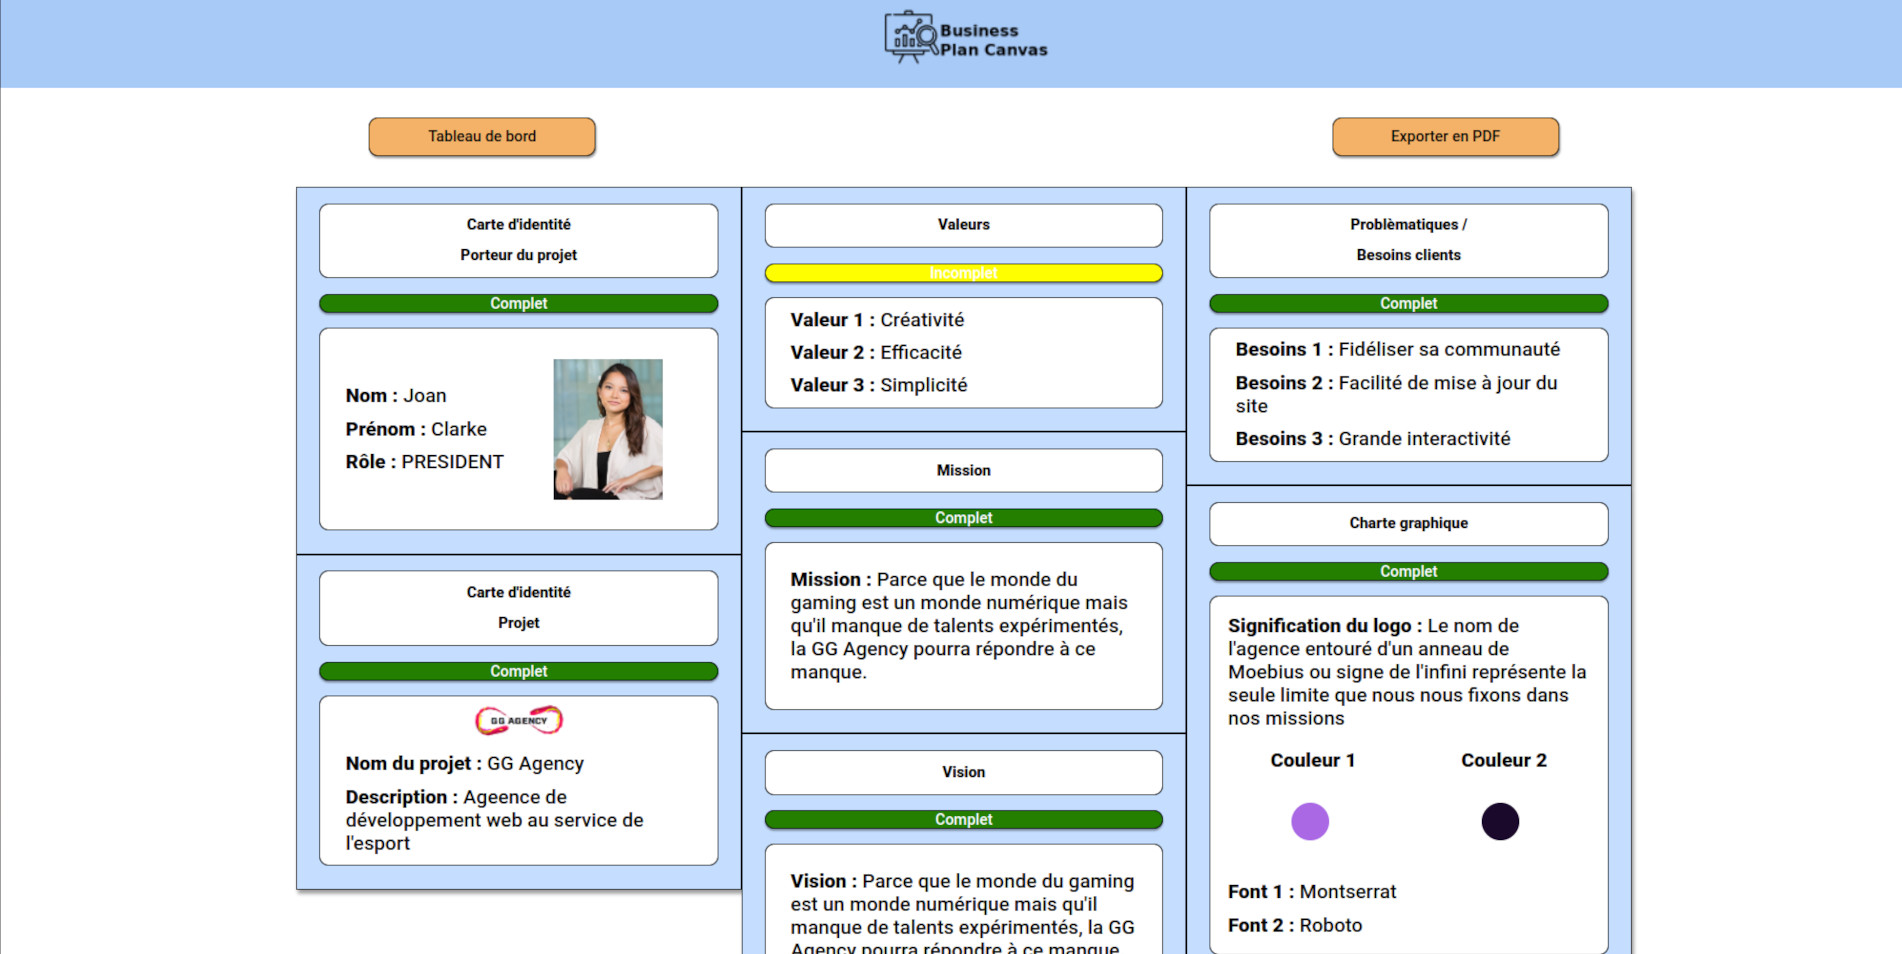 Business
Plan Canvas
Tableau de bord
Exporter en PDF
Carte d'identité
Porteur du projet
Complet
Nom : Joan
Prénom : Clarke
Rôle : PRESIDENT
Carte d'identité
Projet
Complet
GG AGENCY
Nom du projet : GG Agency
Description : Ageence de
développement web au service de
l'esport
Valeurs
Incomplet
Valeur 1 : Créativité
Valeur 2 : Efficacité
Valeur 3 : Simplicité
Mission
Complet
Mission : Parce que le monde du
gaming est un monde numérique mais
qu'il manque de talents expérimentés,
la GG Agency pourra répondre à ce
manque.
Vision
Complet
Vision : Parce que le monde du gaming
est un monde numérique mais qu'il
manque de talents expérimentés, la GG
Agency pourra répondre à ce manque
Problèmatiques /
Besoins clients
Complet
Besoins 1 : Fidéliser sa communauté
Besoins 2 : Facilité de mise à jour du
site
Besoins 3 : Grande interactivité
Charte graphique
Complet
Signification du logo : Le nom de
l'agence entouré d'un anneau de
Moebius ou signe de l'infini représente la
seule limite que nous nous fixons dans
nos missions
Couleur 1
Couleur 2
Font 1 : Montserrat
Font 2 : Roboto